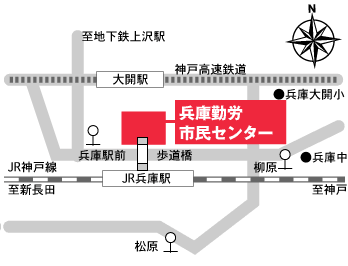 N
至地下鉄上沢駅
神戸高速鉄道
大開駅
兵庫大開小
兵庫勤労
市民センター
兵庫駅前
歩道橋
柳原
兵庫中
JR神戸線
JR兵庫駅
至新長田
至神戸
松原